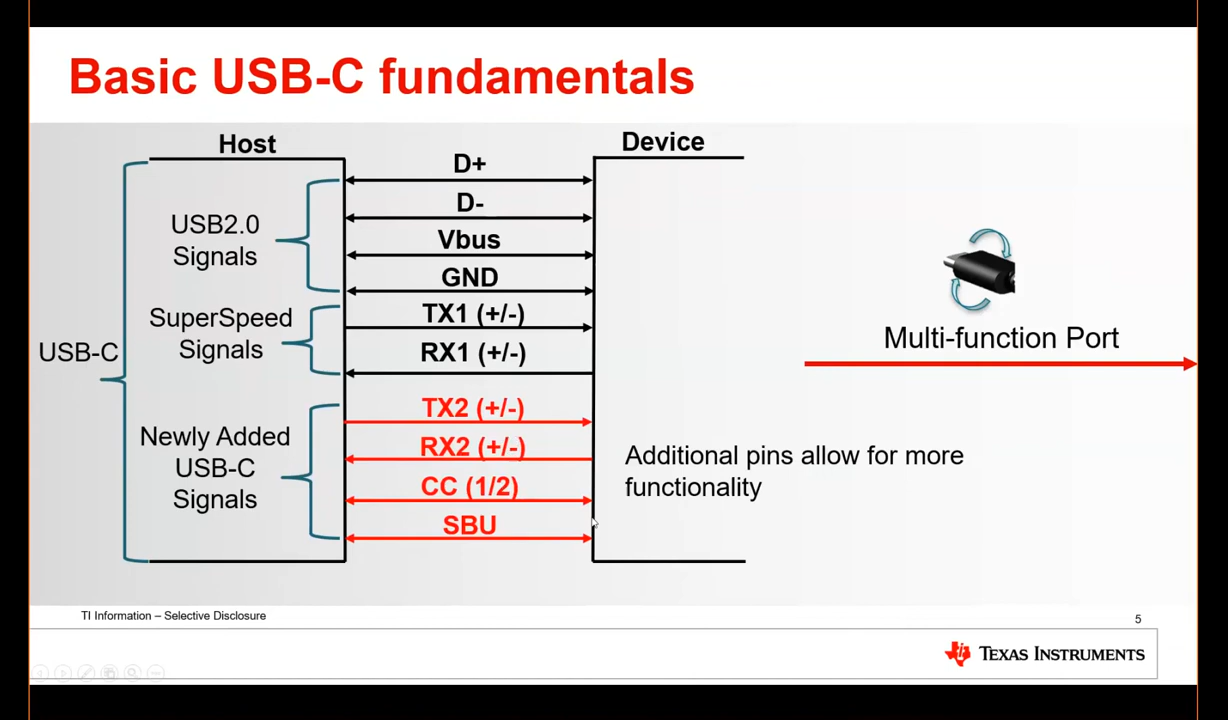 Basic USB-C fundamentals
Host
Device
D+
D-
Vbus
GND
TX1 (+/-)
RX1 (+/-)
TX2 (+/-)
RX2 (+/-)
CC (1/2)
SBU
USB2.0
Signals
SuperSpeed
Signals
USB-C
Newly Added
USB-C
Signals
Multi-function Port
Additional pins allow for more
functionality
TI Information – Selective Disclosure
5
TEXAS INSTRUMENTS